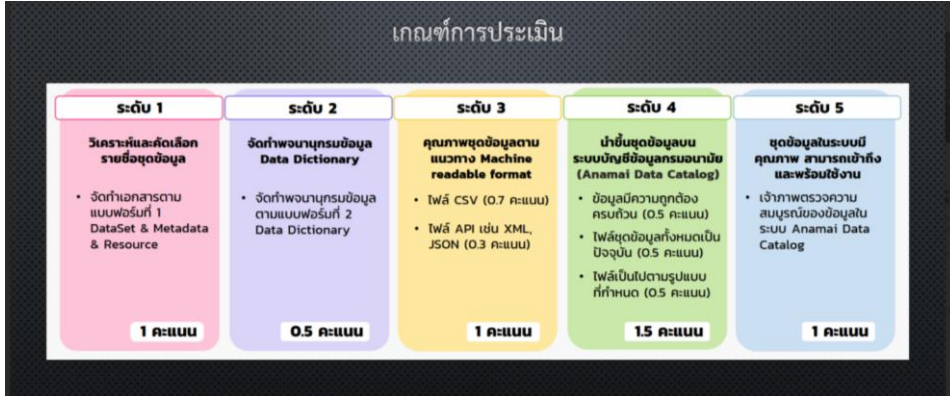 เกณฑ์การประเมิน
ระดับ 1
วิเคราะห์และคัดเลือก
รายชื่อชุดข้อมูล
• จัดทำเอกสารตาม
แบบฟอร์มที่ 1
DataSet & Metadata
& Resource
1 คะแนน
ระดับ 2
จัดทำพจนานุกรมข้อมูล
Data Dictionary
• จัดทำพจนานุกรมข้อมูล
ตามแบบฟอร์มที่ 2
Data Dictionary
0.5 คะแนน
ระดับ 3
คุณภาพชุดข้อมูลตาม
แนวทาง Machine
readable format
• ไฟล์ CSV (0.7 คะแนน)
• ไฟล์ API เช่น XML,
JSON (0.3 คะแนน)
1 คะแนน
ระดับ 4
นำขึ้นชุดข้อมูลบน
ระบบบัญชีข้อมูลกรมอนามัย
(Anamai Data Catalog)
• ข้อมูลมีความถูกต้อง
ครบถ้วน (0.5 คะแนน)
• ไฟล์ชุดข้อมูลทั้งหมดเป็น
ปัจจุบัน (0.5 คะแนน)
• ไฟล์เป็นไปตามรูปแบบ
ที่กำหนด (0.5 คะแนน)
1.5 คะแนน
ระดับ 5
ชุดข้อมูลในระบบมี
คุณภาพ สามารถเข้าถึง
และพร้อมใช้งาน
• เจ้าภาพตรวจความ
สมบูรณ์ของข้อมูลใน
ระบบ Anamai Data
Catalog
1 คะแนน